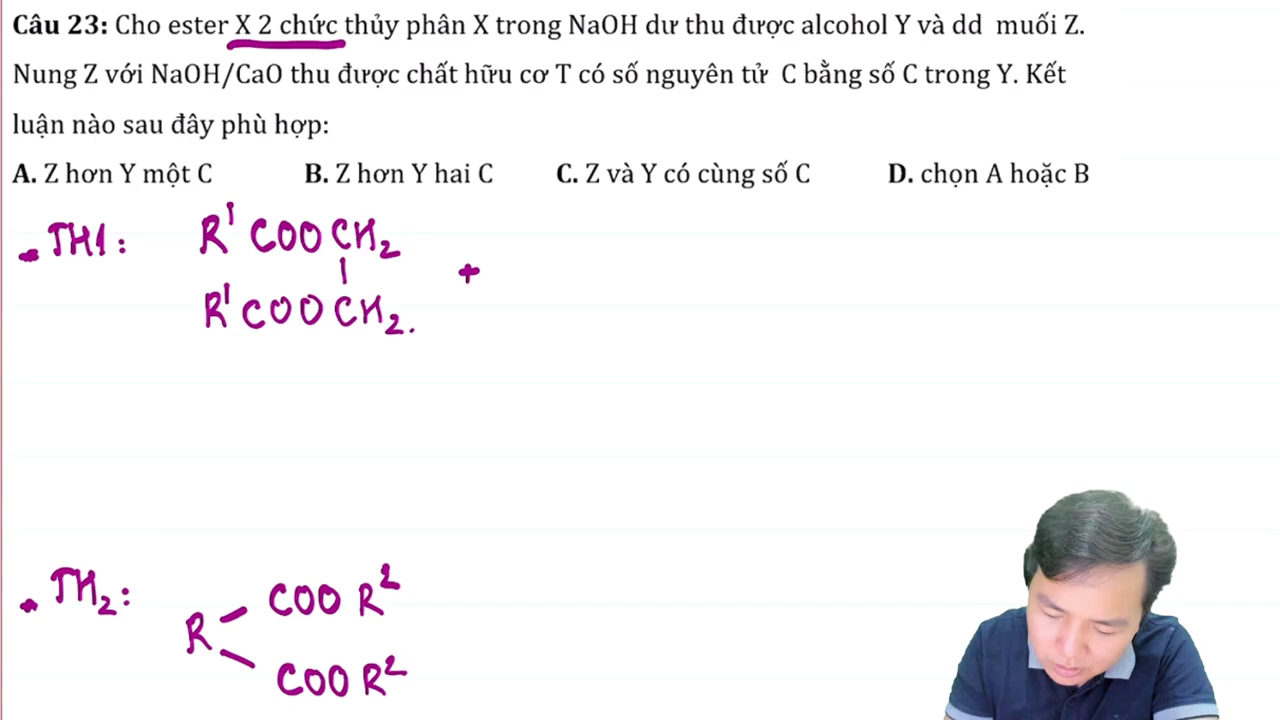 Câu 23: Cho ester X 2 chức thủy phân X trong NaOH dư thu được alcohol Y và dd muối Z.
Nung Z với NaOH/CaO thu được chất hữu cơ T có số nguyên tử C bằng số C trong Y. Kết
luận nào sau đây phù hợp:
A. Z hơn Y một C B. Z hơn Y hai C C. Z và Y có cùng số C D. chọn A hoặc B
- TH1: R¹COOCH₂ +
|
R¹COOCH₂.
- TH₂: COOR²
R
COOR²